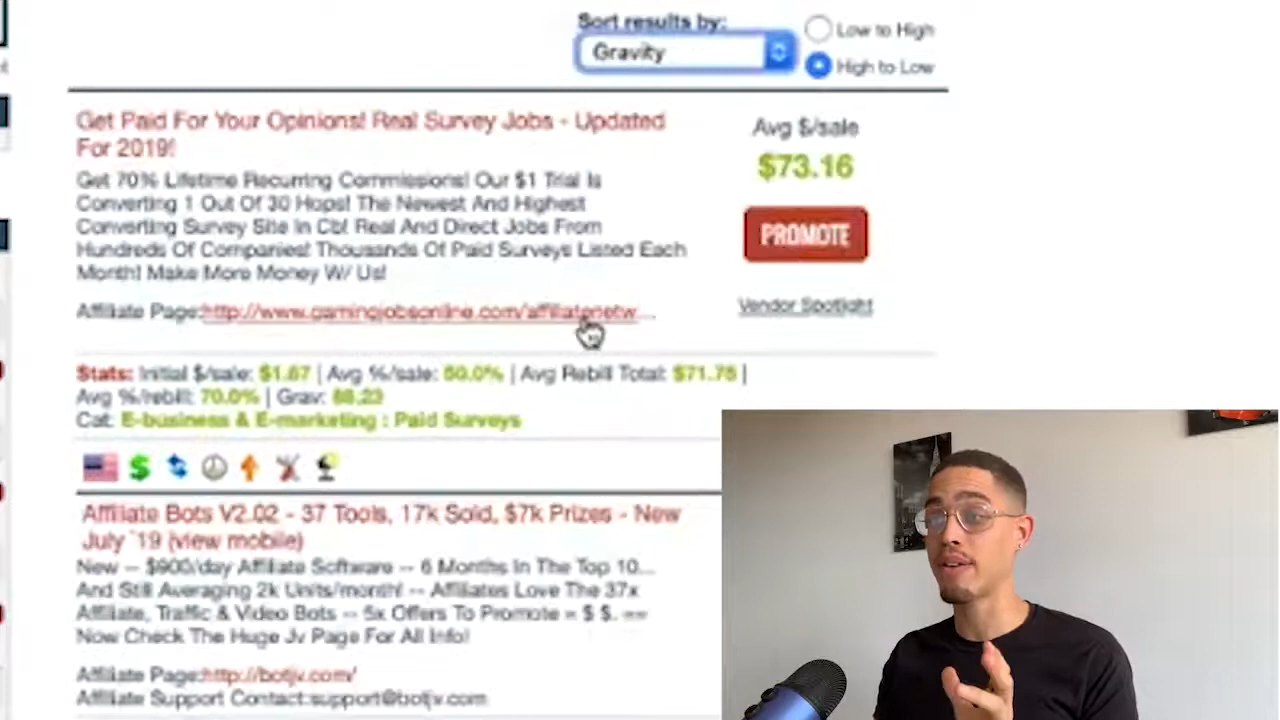 Sort results by:
Gravity
Low to High
High to Low
Get Paid For Your Opinions! Real Survey Jobs - Updated
For 2019!
Get 70% Lifetime Recurring Commissions! Our $1 Trial Is
Converting 1 Out Of 30 Hops! The Newest And Highest
Converting Survey Site In Cb! Real And Direct Jobs From
Hundreds Of Companies! Thousands Of Paid Surveys Listed Each
Month! Make More Money W/ Us!
Affiliate Page:http://www.gamingjobsonline.com/affiliatenetw...
Avg $/sale
$73.16
PROMOTE
Vendor Spotlight
Stats: Initial $/sale: $1.67 | Avg %/sale: | Avg Rebill Total: |
Avg %/rebill: 70.0% | Grav:
Cat: E-business & E-marketing : Paid Surveys
Affiliate Bots V2.02 - 37 Tools, 17k Sold, $7k Prizes - New
July `19 (view mobile)
New -- $900/day Affiliate Software -- 6 Months In The Top 10...
And Still Averaging 2k Units/month! -- Affiliates Love The 37x
Affiliate, Traffic & Video Bots -- 5x Offers To Promote = $ $. ==
Now Check The Huge Jv Page For All Info!
Affiliate Page:http://botjv.com/
Affiliate Support Contact:support@botjv.com